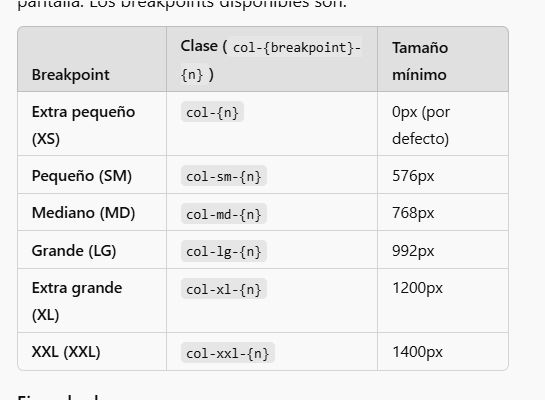 pantalla. Los breakpoints disponibles son:
Breakpoint Clase ( col-{breakpoint}-{n} ) Tamaño mínimo
Extra pequeño (XS) col-{n} 0px (por defecto)
Pequeño (SM) col-sm-{n} 576px
Mediano (MD) col-md-{n} 768px
Grande (LG) col-lg-{n} 992px
Extra grande (XL) col-xl-{n} 1200px
XXL (XXL) col-xxl-{n} 1400px